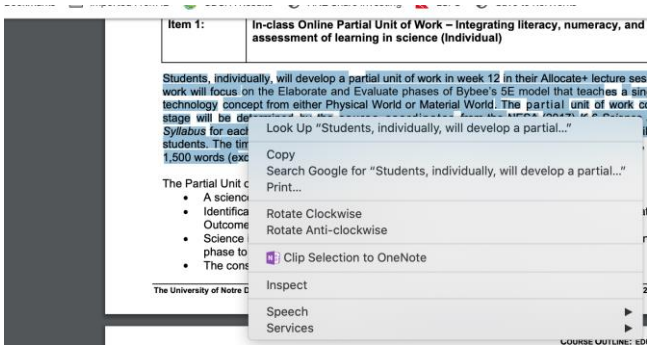 Item 1:
In-class Online Partial Unit of Work – Integrating literacy, numeracy, and
assessment of learning in science (Individual)
Students, individually, will develop a partial unit of work in week 12 in their Allocate+ lecture ses
work will focus on the Elaborate and Evaluate phases of Bybee's 5E model that teaches a sin
technology concept from either Physical World or Material World. The partial unit of work co
stage will be determined by the course coordinator from the NESA (2017) K-6 Science
Syllabus for each
students. The tim
1,500 words (exc
Look Up “Students, individually, will develop a partial...”
Copy
Search Google for “Students, individually, will develop a partial...”
Print...
Rotate Clockwise
Rotate Anti-clockwise
Clip Selection to OneNote
Inspect
Speech
Services
The Partial Unit o
• A science
• Identifica
Outcome
• Science i
phase to
• The cons
The University of Notre D
COURSE OUTLINE: EDU